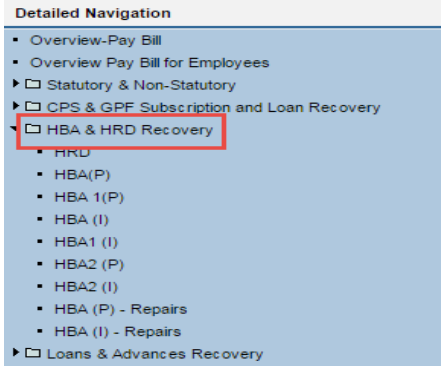 Detailed Navigation
Overview-Pay Bill
Overview Pay Bill for Employees
Statutory & Non-Statutory
CPS & GPF Subscription and Loan Recovery
HBA & HRD Recovery
HRD
HBA(P)
HBA 1(P)
HBA (I)
HBA1 (I)
HBA2 (P)
HBA2 (I)
HBA (P) - Repairs
HBA (I) - Repairs
Loans & Advances Recovery